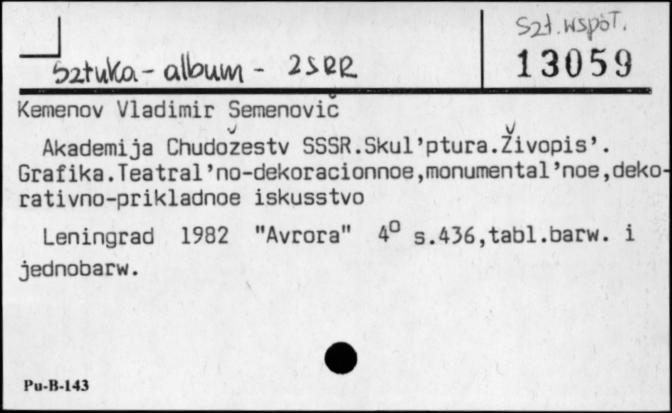 Szt. wspóŁ.
Sztuka - album - ZSRR
13059
Kemenov Vladimir Semenovič
Akademija Chudožestv SSSR.Skul'ptura.Živopis'.
Grafika.Teatral'no-dekoracionnoe,monumental'noe,deko-
rativno-prikladnoe iskusstvo
Leningrad 1982 "Avrora" 4º s.436,tabl.barw. i
jednobarw.
Pu-B-143